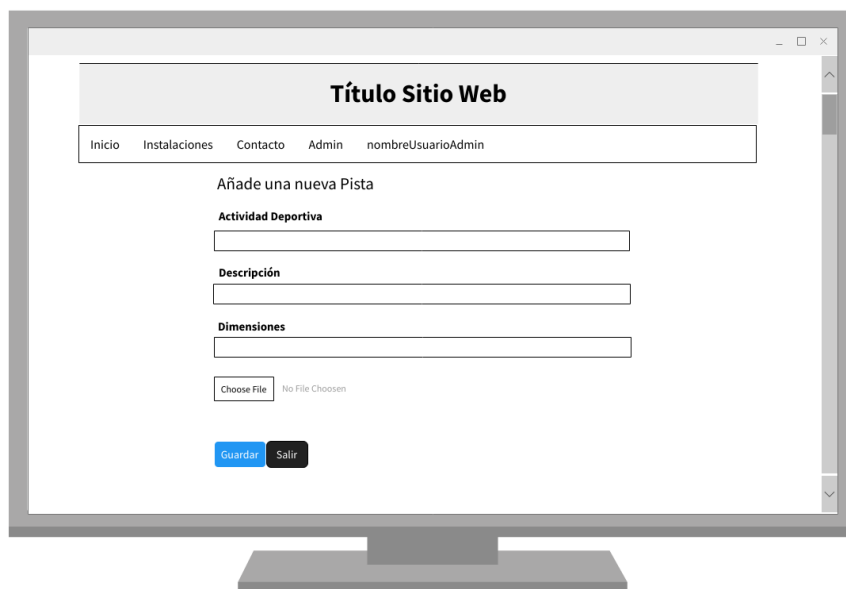 Título Sitio Web
Inicio Instalaciones Contacto Admin nombreUsuarioAdmin
Añade una nueva Pista
Actividad Deportiva
Descripción
Dimensiones
Choose File No File Choosen
Guardar Salir